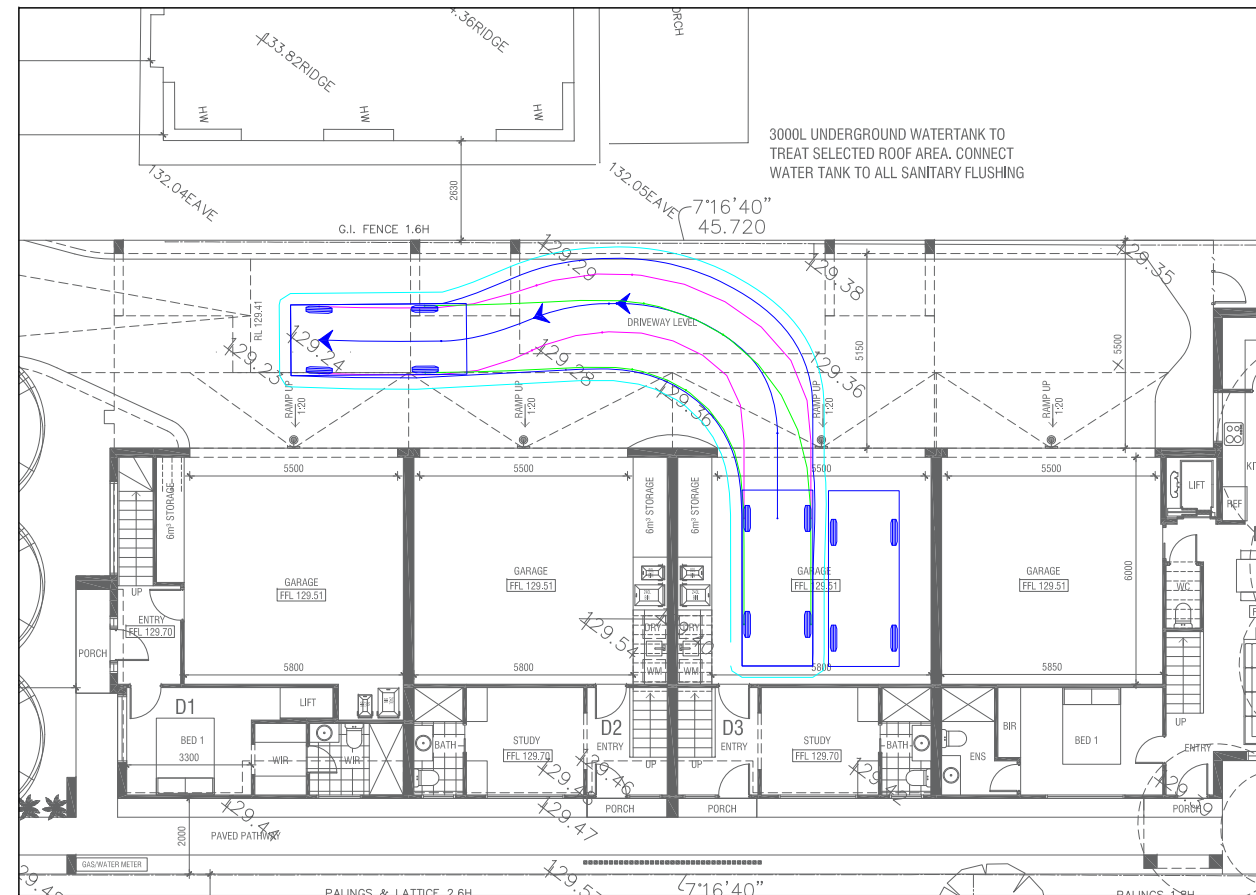 4.36RIDGE
133.82RIDGE
HW
HW
HW
3000L UNDERGROUND WATERTANK TO
TREAT SELECTED ROOF AREA. CONNECT
WATER TANK TO ALL SANITARY FLUSHING
132.04EAVE
2630
132.05EAVE
7°16'40"
45.720
G.I. FENCE 1.6H
129.29
129.38
129.35
RL 129.41
DRIVEWAY LEVEL
5150
5500
129.23
129.24
129.28
129.36
129.36
RAMP UP
1:20
RAMP UP
1:20
RAMP UP
1:20
RAMP UP
1:20
5500
5500
5500
5500
6m³ STORAGE
6m³ STORAGE
6m³ STORAGE
LIFT
REF
GARAGE
FFL 129.51
GARAGE
FFL 129.51
GARAGE
FFL 129.51
GARAGE
FFL 129.51
6000
WC
UP
ENTRY
FFL 129.70
PORCH
129.54
DRY
DRY
WM
WM
5800
5800
5800
5850
D1
LIFT
BED 1
3300
WIR
WIR
BATH
STUDY
FFL 129.70
D2
ENTRY
UP
D3
ENTRY
UP
STUDY
FFL 129.70
BATH
ENS
BIR
BED 1
UP
ENTRY
129.46
129.44
129.47
PORCH
PORCH
PORCH
2000
PAVED PATHWAY
GAS/WATER METER
PALINGS & LATTICE 2.6H
7°16'40"